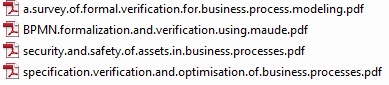 a.survey.of.formal.verification.for.business.process.modeling.pdf
BPMN.formalization.and.verification.using.maude.pdf
security.and.safety.of.assets.in.business.processes.pdf
specification.verification.and.optimisation.of.business.processes.pdf